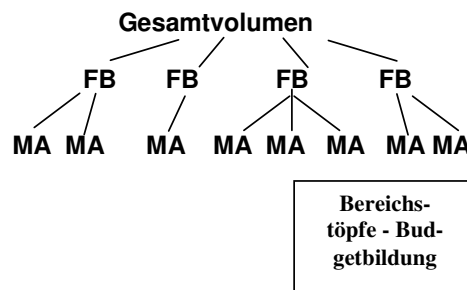 Gesamtvolumen
FB FB FB FB
MA MA MA MA MA MA MA MA
Bereichs-
töpfe - Bud-
getbildung